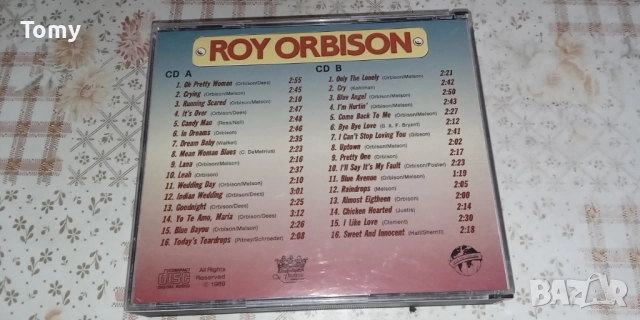 Tomy
ROY ORBISON
CD A
1. Oh Pretty Woman (Orbison/Dees) 2:55
2. Crying (Orbison/Melson) 2:45
3. Running Scared (Orbison/Melson) 2:10
4. It's Over (Orbison/Dees) 2:47
5. Candy Man (Ross/Neil) 2:48
6. In Dreams (Orbison) 2:46
7. Dream Baby (Walker) 2:35
8. Mean Woman Blues (C. DeMetrius) 2:23
9. Lana (Orbison/Melson) 2:16
10. Leah (Orbison) 2:37
11. Wedding Day (Orbison/Melson) 2:10
12. Indian Wedding (Orbison/Dees) 3:01
13. Goodnight (Orbison/Dees) 2:25
14. Yo Te Amo, Maria (Orbison/Dees) 3:12
15. Blue Bayou (Orbison/Melson) 2:26
16. Today's Teardrops (Pitney/Schroeder) 2:08
CD B
1. Only The Lonely (Orbison/Melson) 2:21
2. Cry (Kohlman) 2:42
3. Blue Angel (Orbison/Melson) 2:50
4. I'm Hurtin' (Orbison/Melson) 2:43
5. Come Back To Me (Orbison/Melson) 2:27
6. Bye Bye Love (B. & F. Bryant) 2:12
7. I Can't Stop Loving You (Gibson) 2:41
8. Uptown (Orbison/Melson) 2:02
9. Pretty One (Orbison) 2:17
10. I'll Say It's My Fault (Orbison/Foster) 2:23
11. Blue Avenue (Orbison/Melson) 1:19
12. Raindrops (Melson) 2:05
13. Almost Eigtheen (Orbison) 2:00
14. Chicken Hearted (Justis) 2:14
15. I Like Love (Clement) 2:30
16. Sweet And Innocent (Hall/Sherrill) 2:18
COMPACT
disc
DIGITAL AUDIO
All Rights
Reserved
© 1989
BAZAR